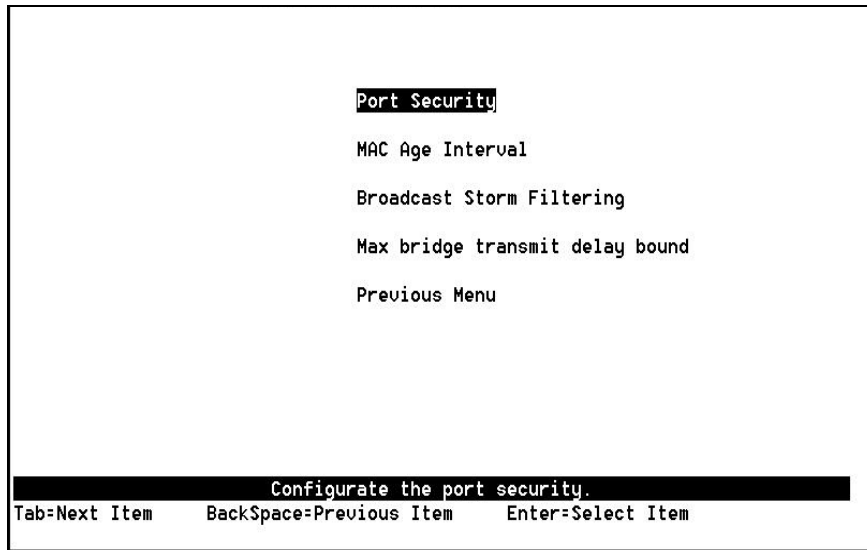 Port Security
MAC Age Interval
Broadcast Storm Filtering
Max bridge transmit delay bound
Previous Menu
Configurate the port security.
Tab=Next Item BackSpace=Previous Item Enter=Select Item